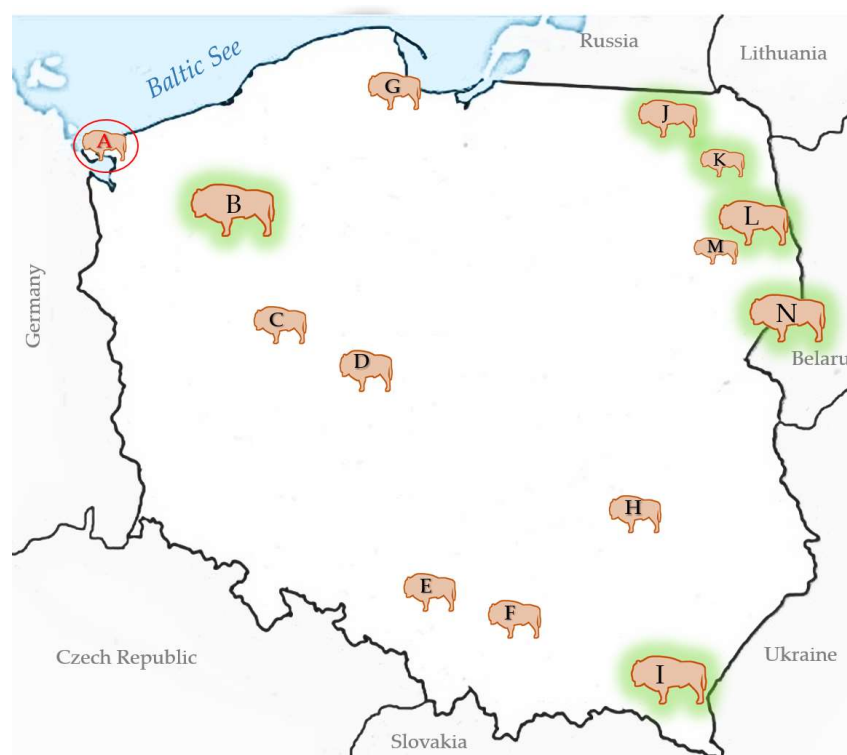 Russia
Lithuania
Baltic See
G
J
A
K
B
L
M
Germany
C
N
D
Belaru
H
E
F
Czech Republic
Ukraine
I
Slovakia